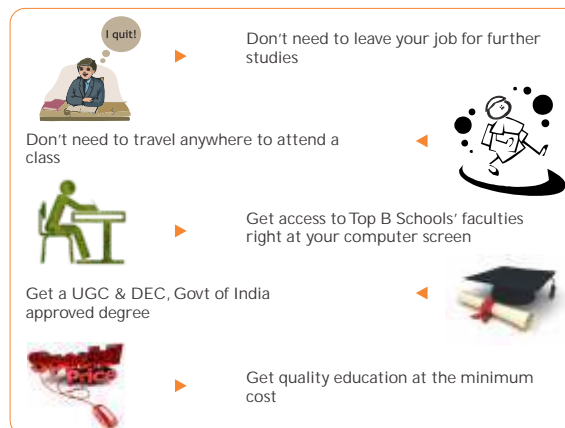 I quit!
Don't need to leave your job for further
studies
Don't need to travel anywhere to attend a
class
Get access to Top B Schools' faculties
right at your computer screen
Get a UGC & DEC, Govt of India
approved degree
Special
Price
Get quality education at the minimum
cost